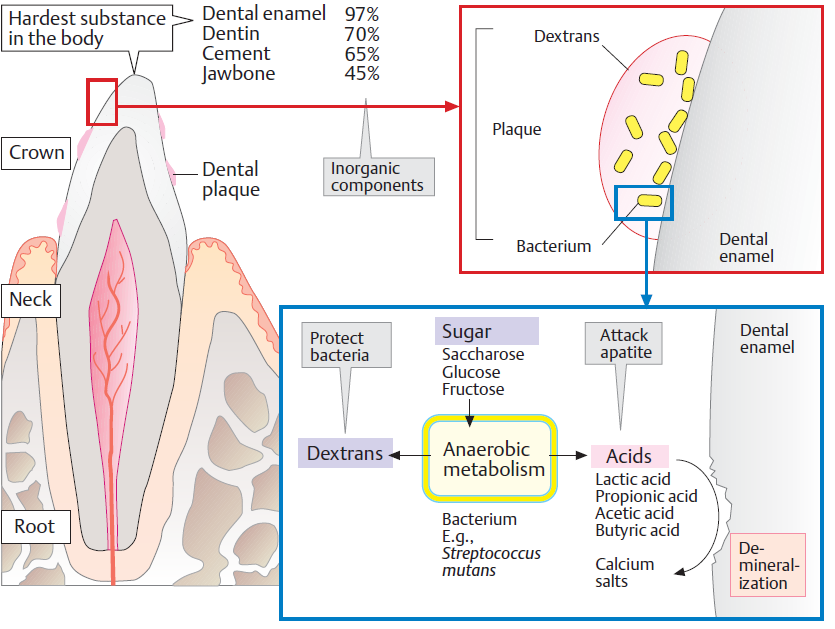 Hardest substance
in the body
Dental enamel 97%
Dentin 70%
Cement 65%
Jawbone 45%
Crown
Dental
plaque
Inorganic
components
Neck
Root
Dextrans
Plaque
Bacterium
Dental
enamel
Protect
bacteria
Sugar
Saccharose
Glucose
Fructose
Attack
apatite
Dental
enamel
Dextrans
Anaerobic
metabolism
Acids
Lactic acid
Propionic acid
Acetic acid
Butyric acid
Bacterium
E.g.,
Streptococcus
mutans
Calcium
salts
De-
mineral-
ization